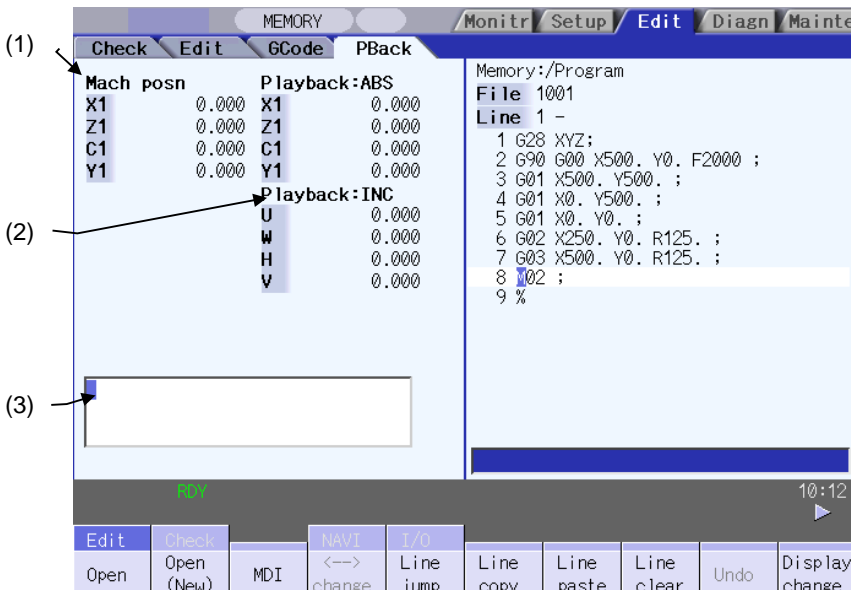 MEMORY
Monitr Setup Edit Diagn Mainte
Check Edit GCode PBack
(1)
Mach posn
X1 0.000
Z1 0.000
C1 0.000
Y1 0.000
Playback:ABS
X1 0.000
Z1 0.000
C1 0.000
Y1 0.000
(2)
Playback:INC
U 0.000
W 0.000
H 0.000
V 0.000
(3)
Memory:/Program
File 1001
Line 1 -
1 G28 XYZ;
2 G90 G00 X500. Y0. F2000 ;
3 G01 X500. Y500. ;
4 G01 X0. Y500. ;
5 G01 X0. Y0. ;
6 G02 X250. Y0. R125. ;
7 G03 X500. Y0. R125. ;
8 M02 ;
9 %
RDY
10:12
Edit Check NAVI I/O
Open
Open
(New)
MDI
<-->
change
Line
jump
Line
copy
Line
paste
Line
clear
Undo
Display
change